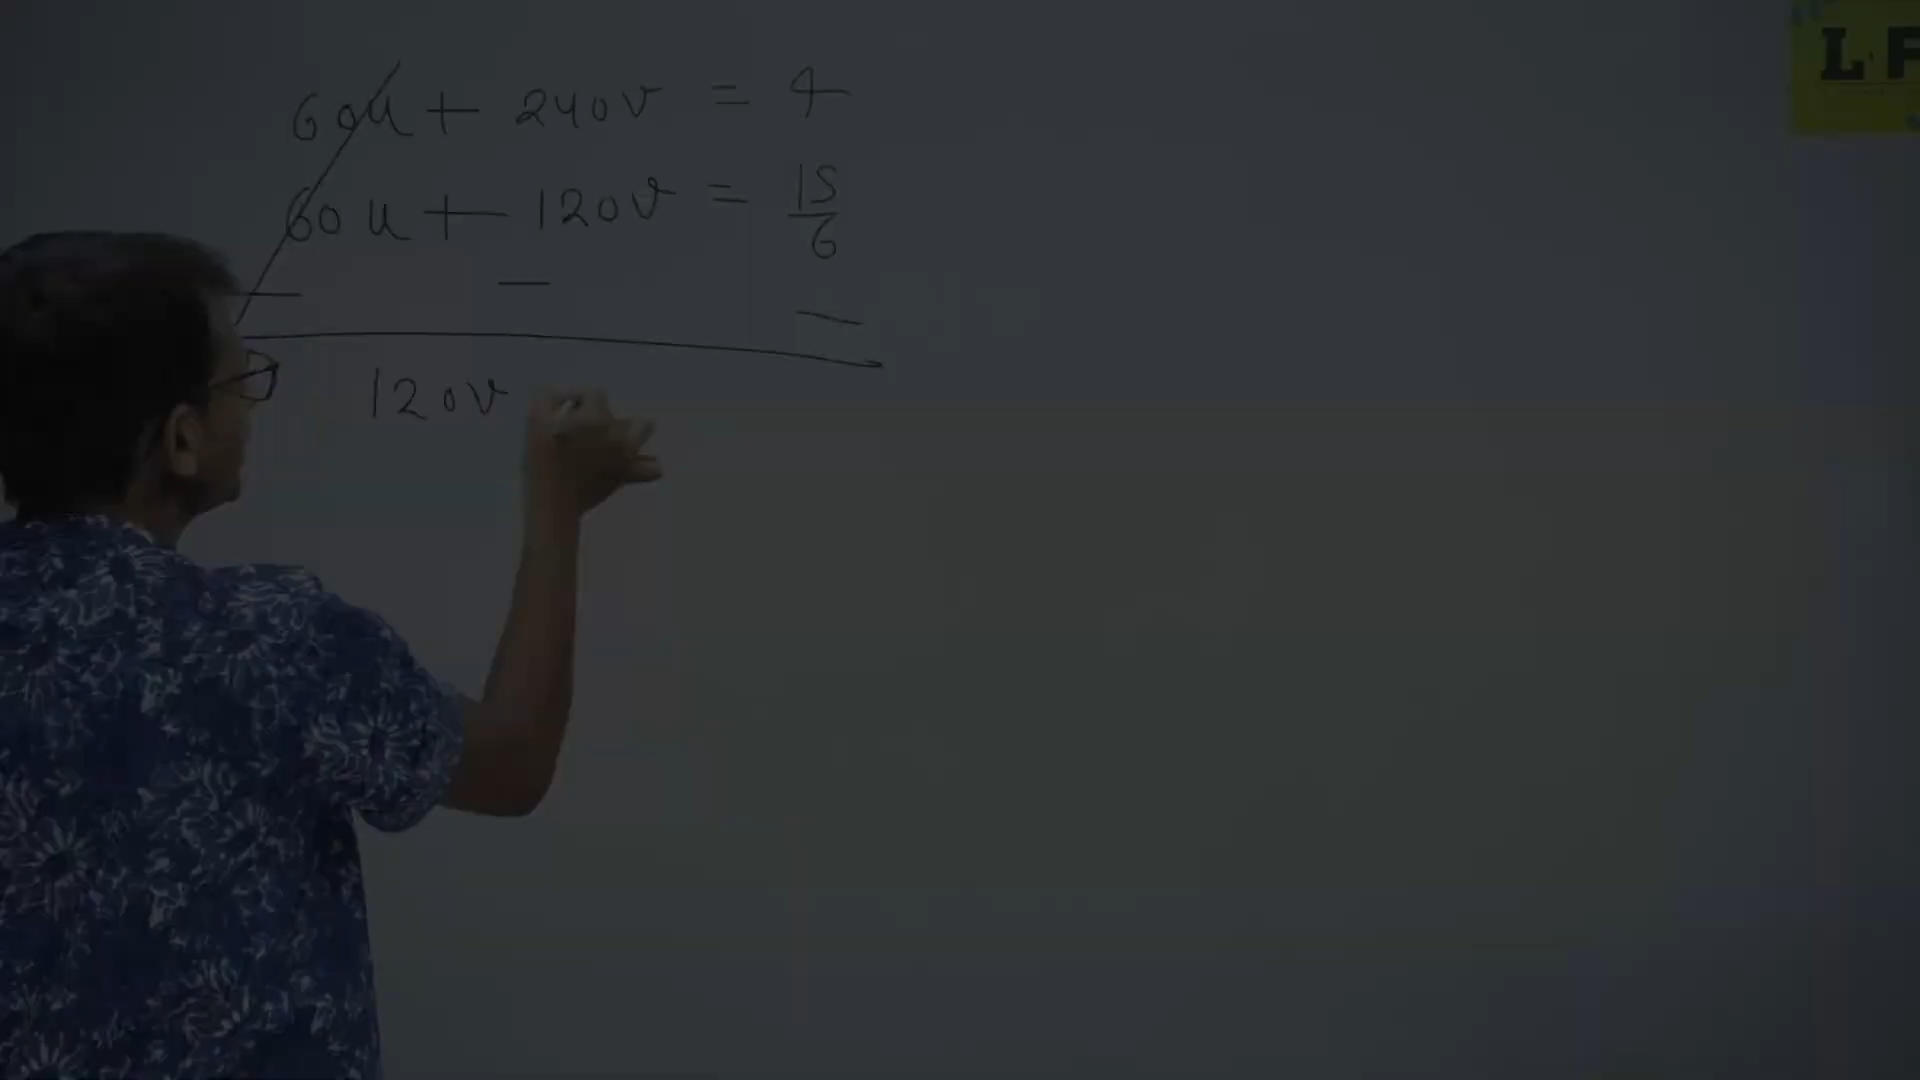 60u + 240v = 4
60u + 120v = 15/6
— — —
120v
L